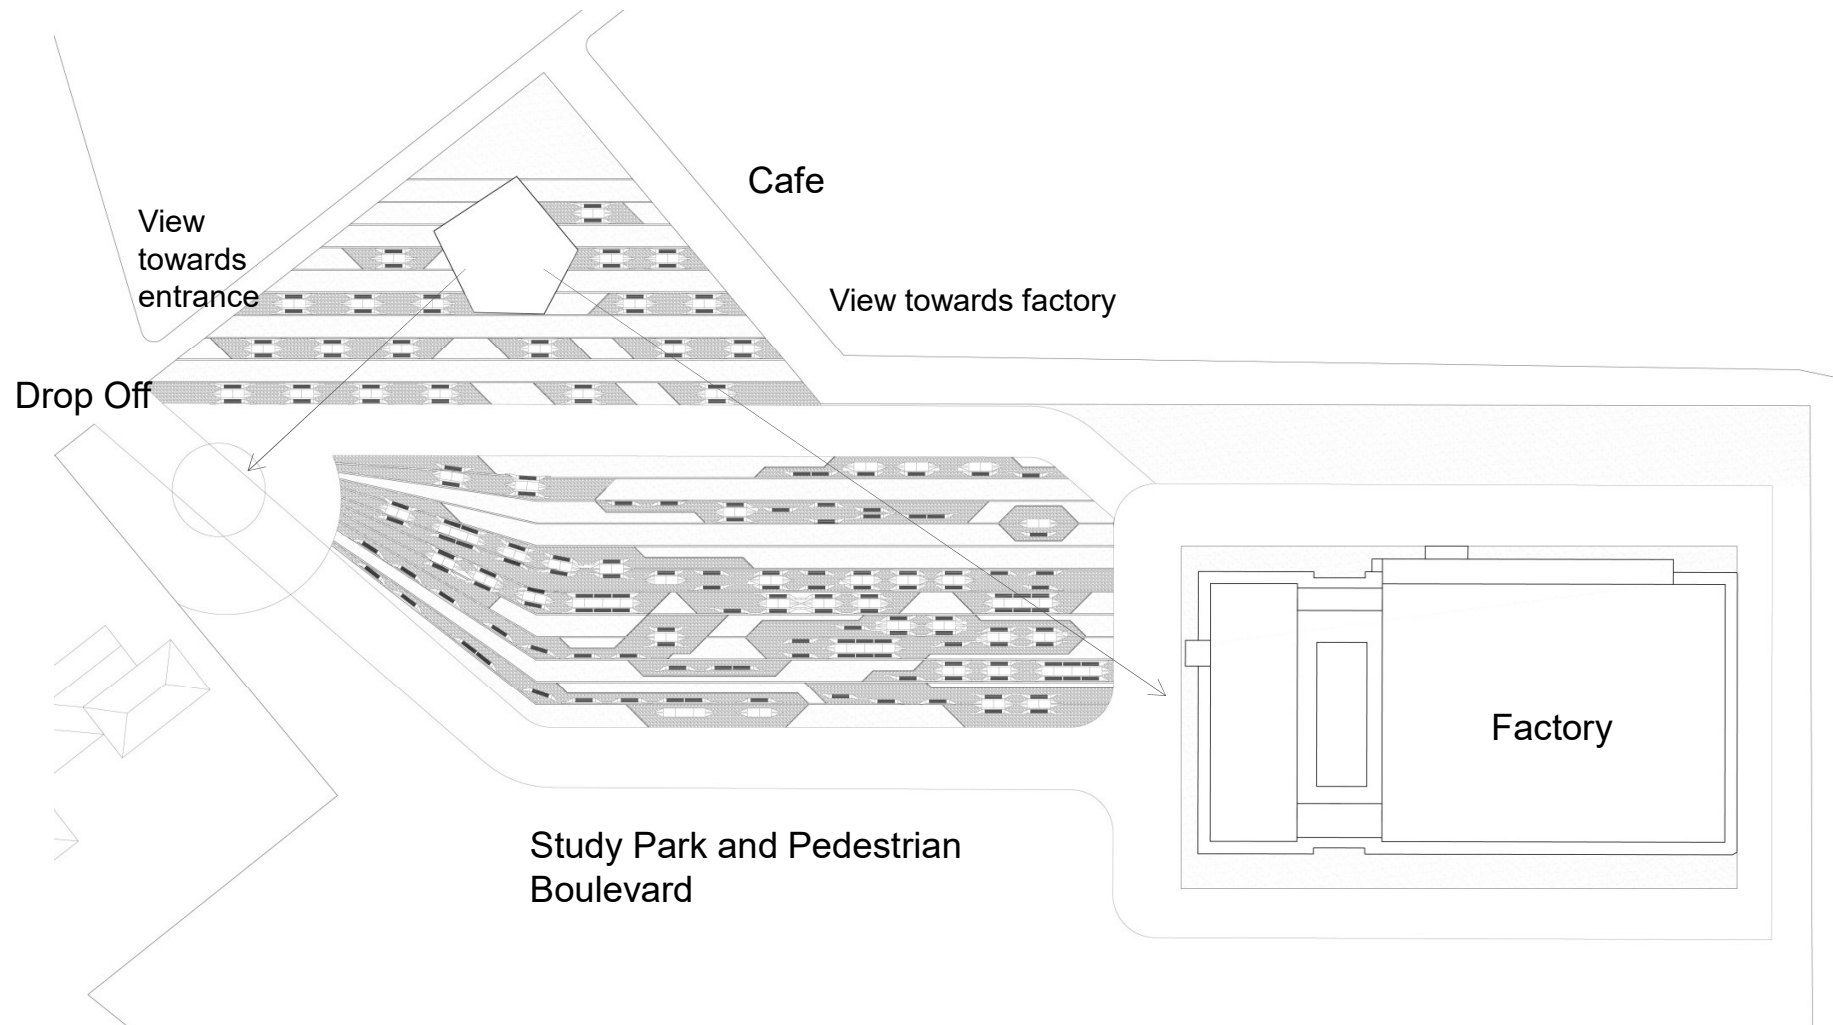 Cafe
View
towards
entrance
View towards factory
Drop Off
Factory
Study Park and Pedestrian
Boulevard